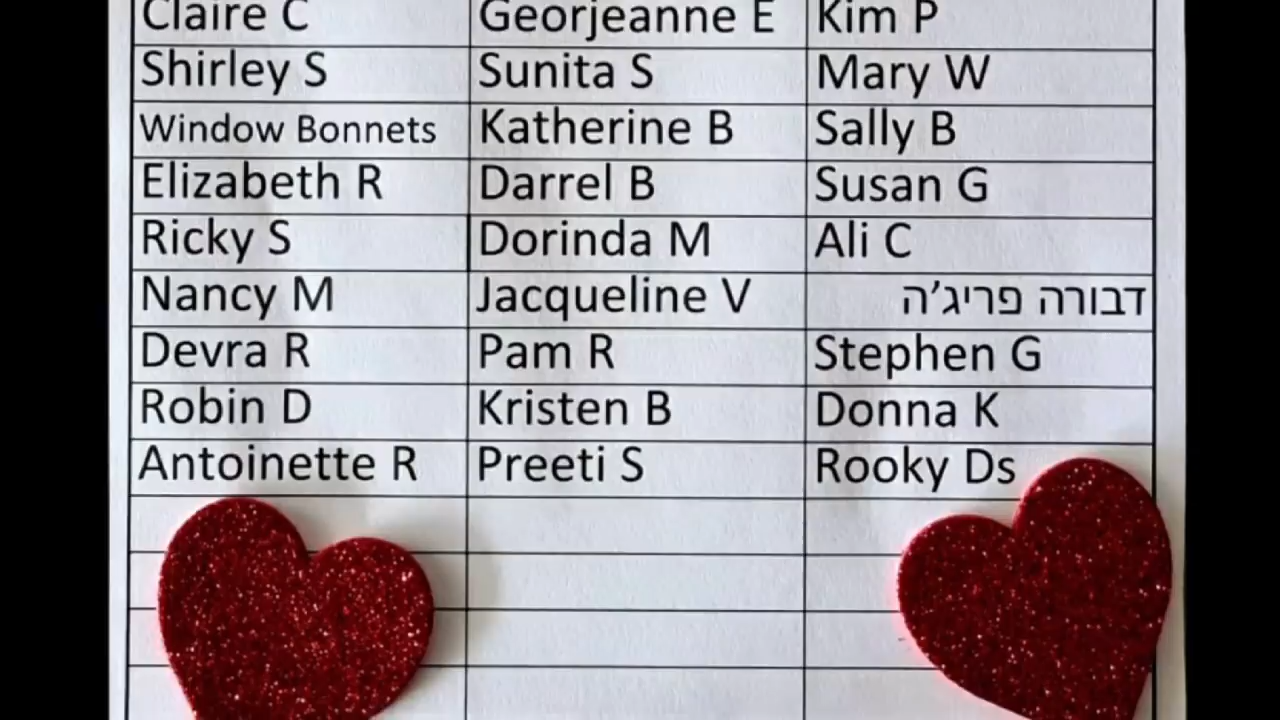 Claire C Georjeanne E Kim P
Shirley S Sunita S Mary W
Window Bonnets Katherine B Sally B
Elizabeth R Darrel B Susan G
Ricky S Dorinda M Ali C
Nancy M Jacqueline V דבורה פריג'ה
Devra R Pam R Stephen G
Robin D Kristen B Donna K
Antoinette R Preeti S Rooky Ds